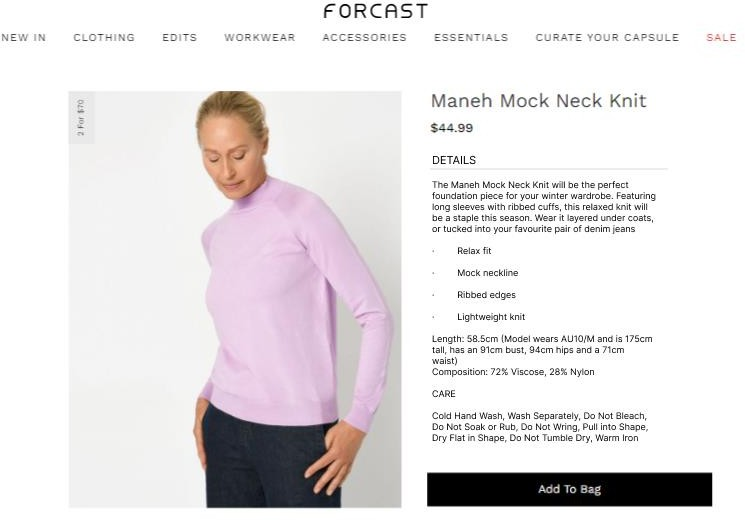 FORCAST
NEW IN CLOTHING EDITS WORKWEAR ACCESSORIES ESSENTIALS CURATE YOUR CAPSULE SALE
2 For $70
Maneh Mock Neck Knit
$44.99
DETAILS
The Maneh Mock Neck Knit will be the perfect
foundation piece for your winter wardrobe. Featuring
long sleeves with ribbed cuffs, this relaxed knit will
be a staple this season. Wear it layered under coats,
or tucked into your favourite pair of denim jeans
· Relax fit
· Mock neckline
· Ribbed edges
· Lightweight knit
Length: 58.5cm (Model wears AU10/M and is 175cm
tall, has an 91cm bust, 94cm hips and a 71cm
waist)
Composition: 72% Viscose, 28% Nylon
CARE
Cold Hand Wash, Wash Separately, Do Not Bleach,
Do Not Soak or Rub, Do Not Wring, Pull into Shape,
Dry Flat in Shape, Do Not Tumble Dry, Warm Iron
Add To Bag